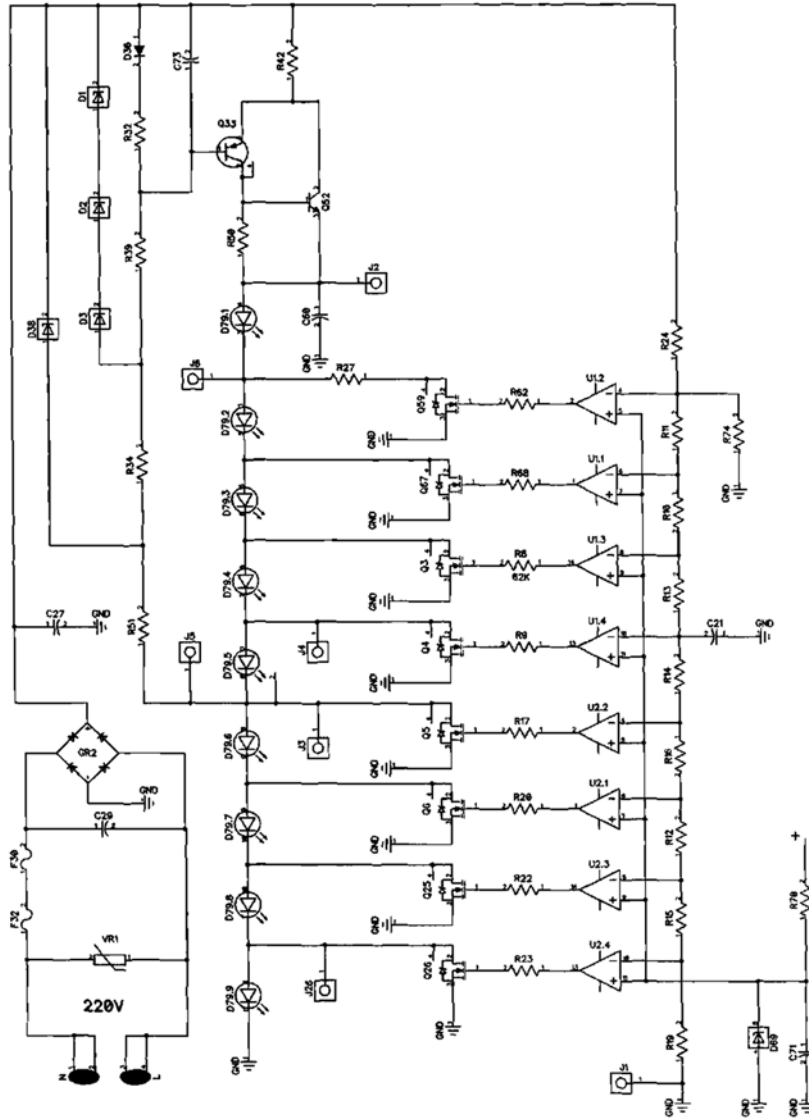 D36
C73
R42
D1
R32
Q33
D2
R39
Q52
R50
J2
D38
D3
D79.1
C60
GND
J6
R27
R24
Q59
R62
U1.2
R34
D79.2
GND
R11
R74
GND
Q67
R68
U1.1
D79.3
GND
R10
C27
GND
R51
J5
Q3
R6
62K
U1.3
D79.4
GND
R13
J4
Q4
R9
U1.4
C21
GND
D79.5
GND
R14
GR2
J3
Q5
R17
U2.2
D79.6
GND
R16
GND
C29
Q6
R20
U2.1
D79.7
GND
R12
+
F30
Q25
R22
U2.3
R78
F32
D79.8
GND
R15
VR1
J26
Q26
R23
U2.4
220V
D79.9
GND
R19
D69
C71
N
L
GND
J1
GND
GND
GND